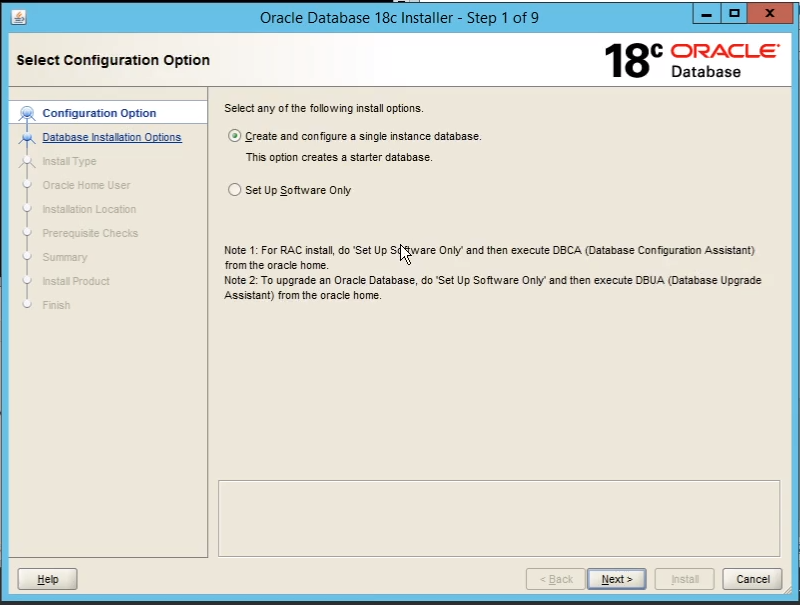 Oracle Database 18c Installer - Step 1 of 9
Select Configuration Option
18c ORACLE
Database
Configuration Option
Database Installation Options
Install Type
Oracle Home User
Installation Location
Prerequisite Checks
Summary
Install Product
Finish
Select any of the following install options.
Create and configure a single instance database.
This option creates a starter database.
Set Up Software Only
Note 1: For RAC install, do 'Set Up Software Only' and then execute DBCA (Database Configuration Assistant)
from the oracle home.
Note 2: To upgrade an Oracle Database, do 'Set Up Software Only' and then execute DBUA (Database Upgrade
Assistant) from the oracle home.
Help
< Back
Next >
Install
Cancel